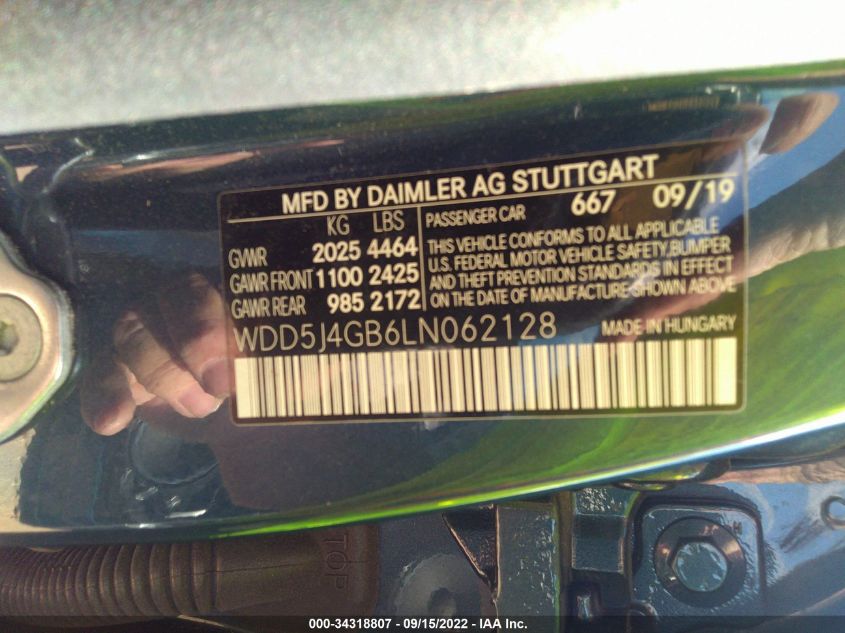 MFD BY DAIMLER AG STUTTGART
KG LBS
GVWR 2025 4464
GAWR FRONT 1100 2425
GAWR REAR 985 2172
PASSENGER CAR 667 09/19
THIS VEHICLE CONFORMS TO ALL APPLICABLE
U.S. FEDERAL MOTOR VEHICLE SAFETY, BUMPER
AND THEFT PREVENTION STANDARDS IN EFFECT
ON THE DATE OF MANUFACTURE SHOWN ABOVE
WDD5J4GB6LN062128 MADE IN HUNGARY
TOP
000-34318807 - 09/15/2022 - IAA Inc.